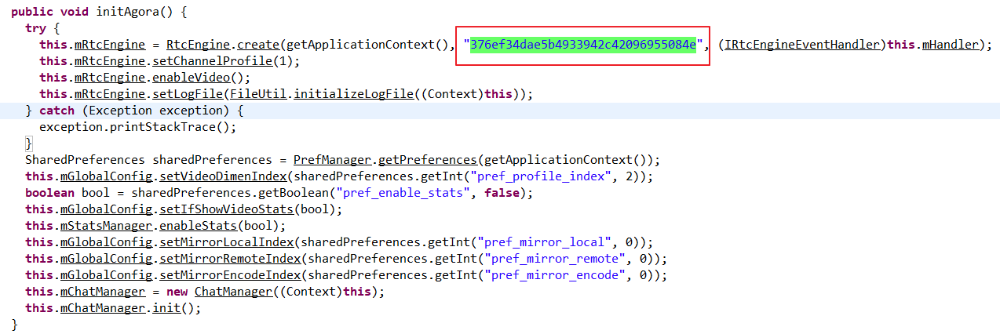 public void initAgora() {
try {
this.mRtcEngine = RtcEngine.create(getApplicationContext(), "376ef34dae5b4933942c42096955084e", (IRtcEngineEventHandler)this.mHandler);
this.mRtcEngine.setChannelProfile(1);
this.mRtcEngine.enableVideo();
this.mRtcEngine.setLogFile(FileUtil.initializeLogFile((Context)this));
} catch (Exception exception) {
exception.printStackTrace();
}
SharedPreferences sharedPreferences = PrefManager.getPreferences(getApplicationContext());
this.mGlobalConfig.setVideoDimenIndex(sharedPreferences.getInt("pref_profile_index", 2));
boolean bool = sharedPreferences.getBoolean("pref_enable_stats", false);
this.mGlobalConfig.setIfShowVideoStats(bool);
this.mStatsManager.enableStats(bool);
this.mGlobalConfig.setMirrorLocalIndex(sharedPreferences.getInt("pref_mirror_local", 0));
this.mGlobalConfig.setMirrorRemoteIndex(sharedPreferences.getInt("pref_mirror_remote", 0));
this.mGlobalConfig.setMirrorEncodeIndex(sharedPreferences.getInt("pref_mirror_encode", 0));
this.mChatManager = new ChatManager((Context)this);
this.mChatManager.init();
}